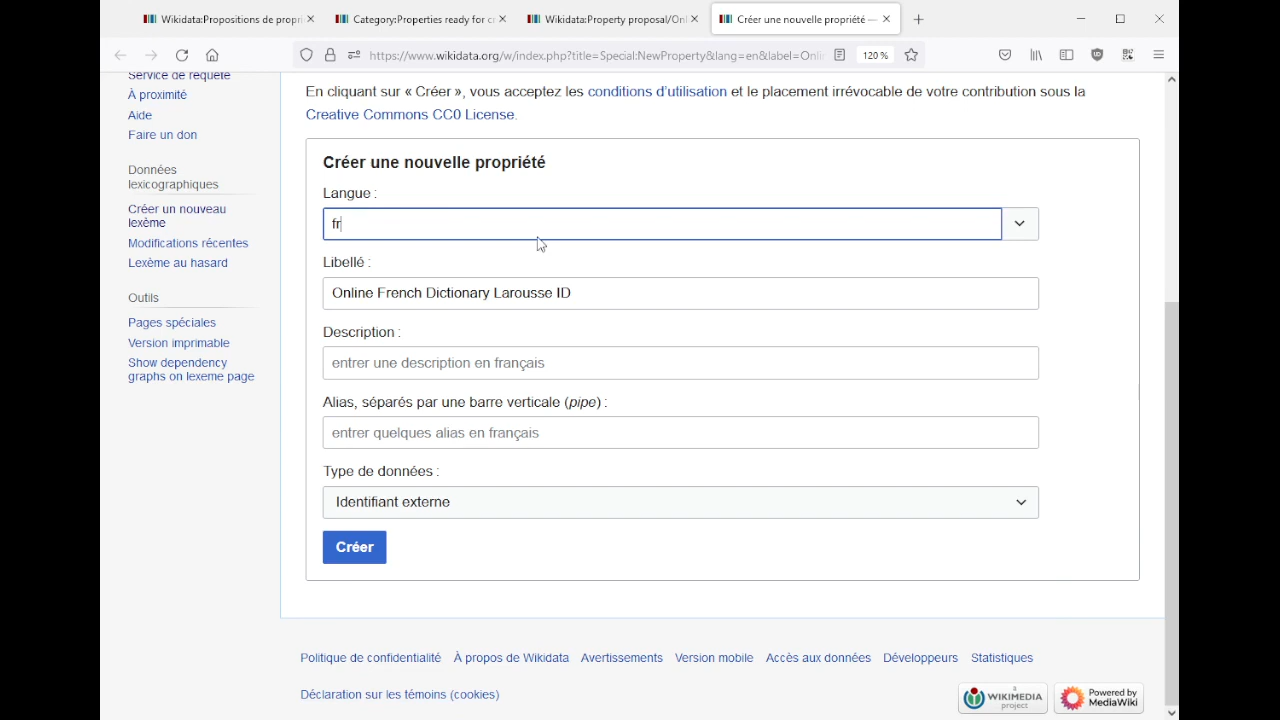 Wikidata:Propositions de propri
Category:Properties ready for cr
Wikidata:Property proposal/Onl
Créer une nouvelle propriété —
https://www.wikidata.org/w/index.php?title=Special:NewProperty&lang=en&label=Onli
120 %
Service de requête
À proximité
Aide
Faire un don
Données
lexicographiques
Créer un nouveau
lexème
Modifications récentes
Lexème au hasard
Outils
Pages spéciales
Version imprimable
Show dependency
graphs on lexeme page
En cliquant sur « Créer », vous acceptez les conditions d'utilisation et le placement irrévocable de votre contribution sous la
Creative Commons CC0 License.
Créer une nouvelle propriété
Langue :
fr
Libellé :
Online French Dictionary Larousse ID
Description :
entrer une description en français
Alias, séparés par une barre verticale (pipe) :
entrer quelques alias en français
Type de données :
Identifiant externe
Créer
Politique de confidentialité À propos de Wikidata Avertissements Version mobile Accès aux données Développeurs Statistiques
Déclaration sur les témoins (cookies)
a
WIKIMEDIA
project
Powered by
MediaWiki